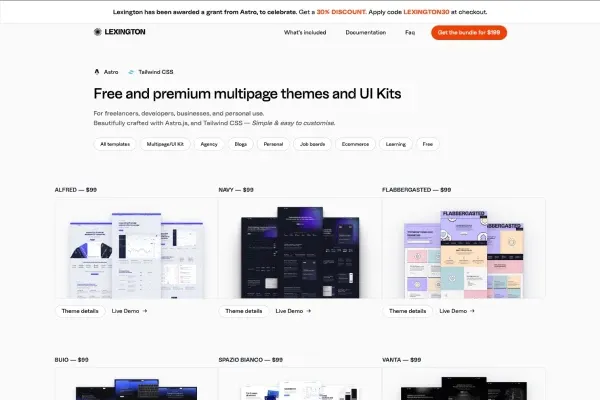 Lexington has been awarded a grant from Astro, to celebrate. Get a 30% DISCOUNT. Apply code LEXINGTON30 at checkout.
LEXINGTON
What's included
Documentation
Faq
Get the bundle for $199
Astro
Tailwind CSS
Free and premium multipage themes and UI Kits
For freelancers, developers, businesses, and personal use.
Beautifully crafted with Astro.js, and Tailwind CSS — Simple & easy to customise.
All templates
Multipage/UI Kit
Agency
Blogs
Personal
Job boards
Ecommerce
Learning
Free
ALFRED — $99
NAVY — $99
FLABBERGASTED — $99
FLABBERGASTED
Theme details
Live Demo →
Theme details
Live Demo →
Theme details
Live Demo →
BUIO — $99
SPAZIO BIANCO — $99
VANTA — $99